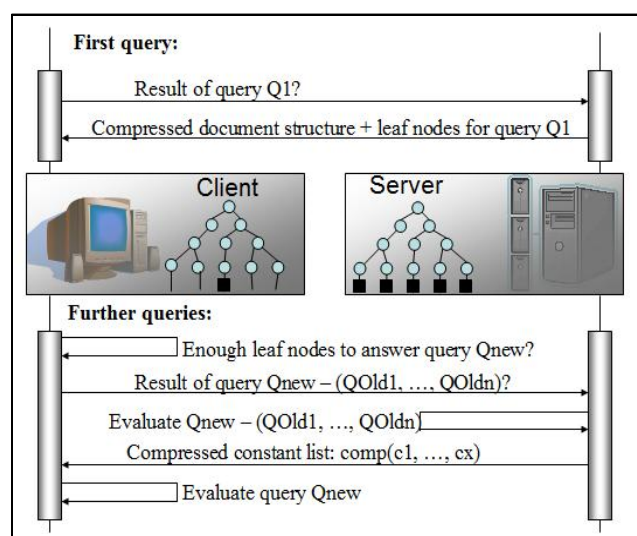 First query:
Result of query Q1?
Compressed document structure + leaf nodes for query Q1
Client
Server
Further queries:
Enough leaf nodes to answer query Qnew?
Result of query Qnew – (QOld1, …, QOldn)?
Evaluate Qnew – (QOld1, …, QOldn)
Compressed constant list: comp(c1, …, cx)
Evaluate query Qnew